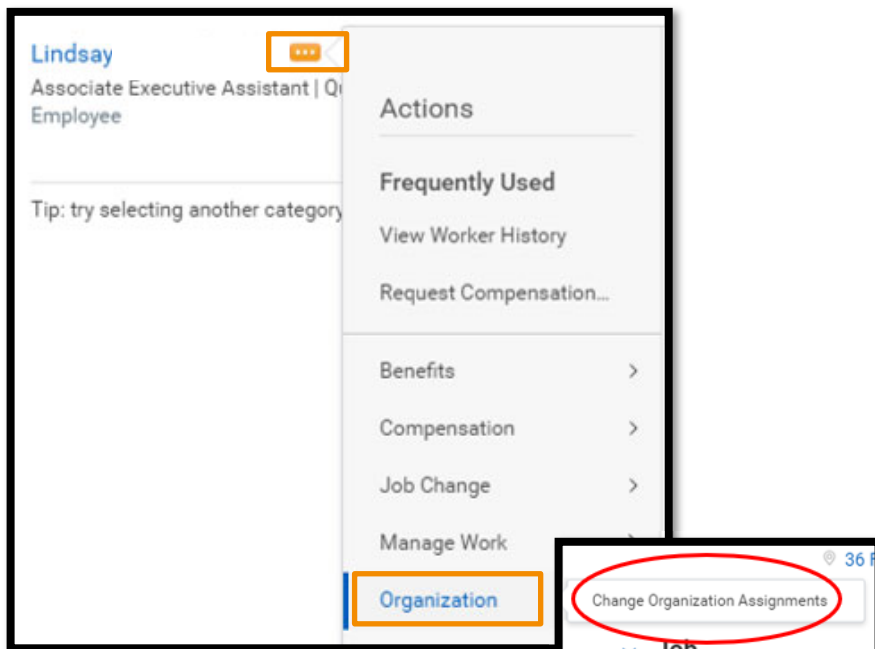 Lindsay
Associate Executive Assistant |
Employee
Tip: try selecting another category
Actions
Frequently Used
View Worker History
Request Compensation...
Benefits
Compensation
Job Change
Manage Work
Organization
36
Change Organization Assignments
Job